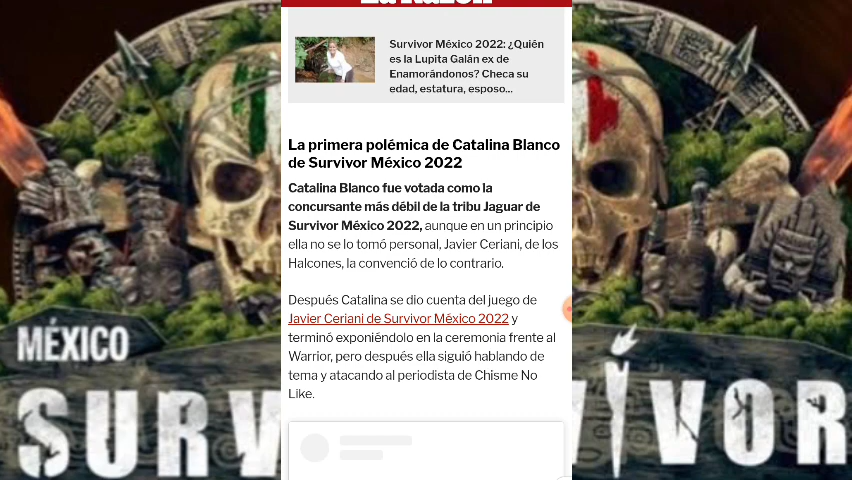 La Razón
Survivor México 2022: ¿Quién
es la Lupita Galán ex de
Enamorándonos? Checa su
edad, estatura, esposo...
La primera polémica de Catalina Blanco
de Survivor México 2022
Catalina Blanco fue votada como la
concursante más débil de la tribu Jaguar de
Survivor México 2022, aunque en un principio
ella no se lo tomó personal, Javier Ceriani, de los
Halcones, la convenció de lo contrario.
Después Catalina se dio cuenta del juego de
Javier Ceriani de Survivor México 2022 y
terminó exponiéndolo en la ceremonia frente al
Warrior, pero después ella siguió hablando de
tema y atacando al periodista de Chisme No
Like.
MÉXICO
SURV
IVOR